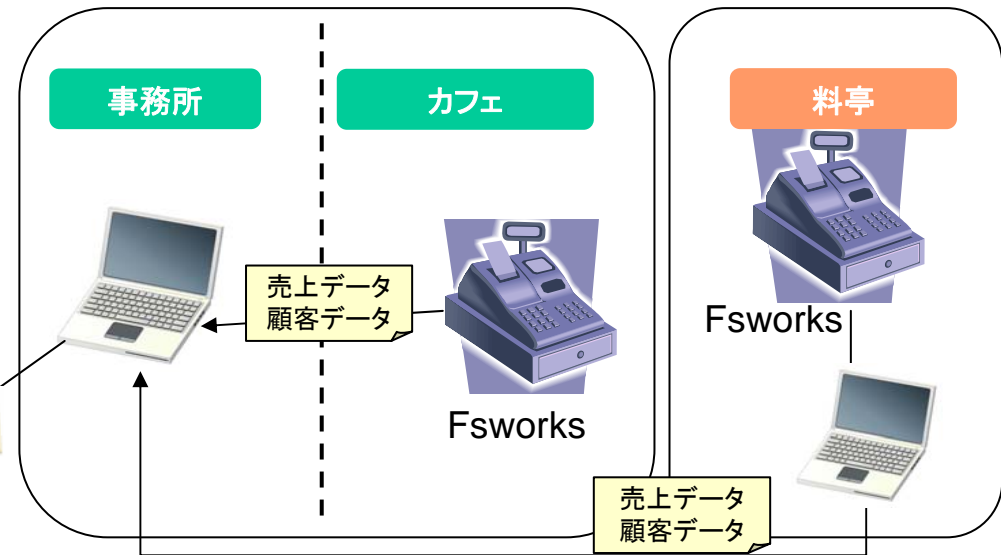 事務所
カフェ
料亭
売上データ
顧客データ
Fsworks
Fsworks
売上データ
顧客データ